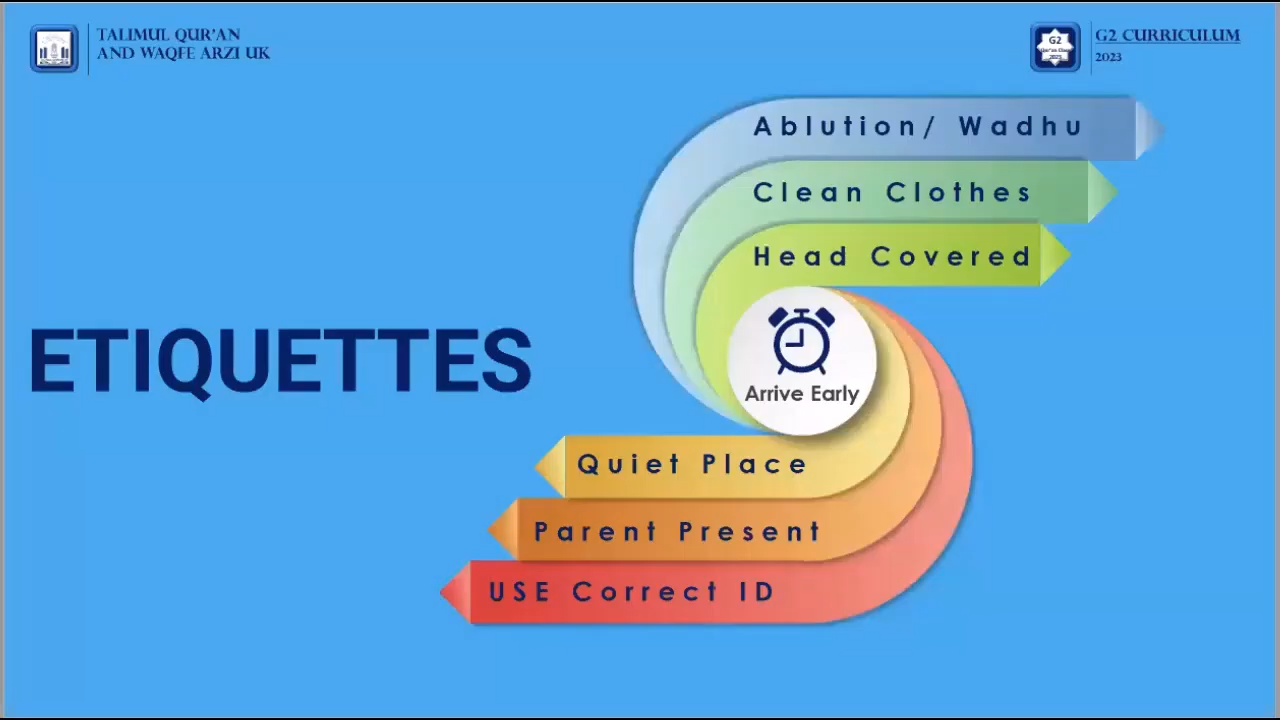 TALIMUL QUR'AN
AND WAQFE ARZI UK
G2
G2 CURRICULUM
2023
Ablution/ Wadhu
Clean Clothes
Head Covered
ETIQUETTES
Arrive Early
Quiet Place
Parent Present
USE Correct ID